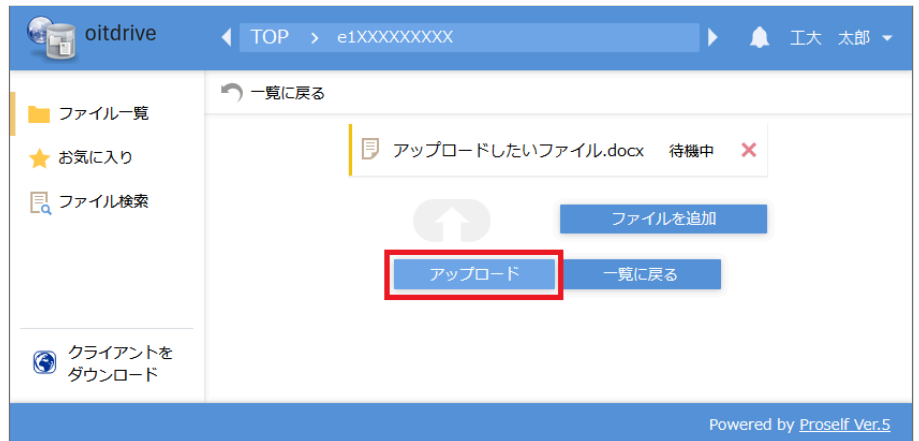 oitdrive
TOP > e1XXXXXXXXX
工大 太郎
ファイル一覧
お気に入り
ファイル検索
クライアントを
ダウンロード
一覧に戻る
アップロードしたいファイル.docx 待機中
ファイルを追加
アップロード 一覧に戻る
Powered by Proself Ver.5